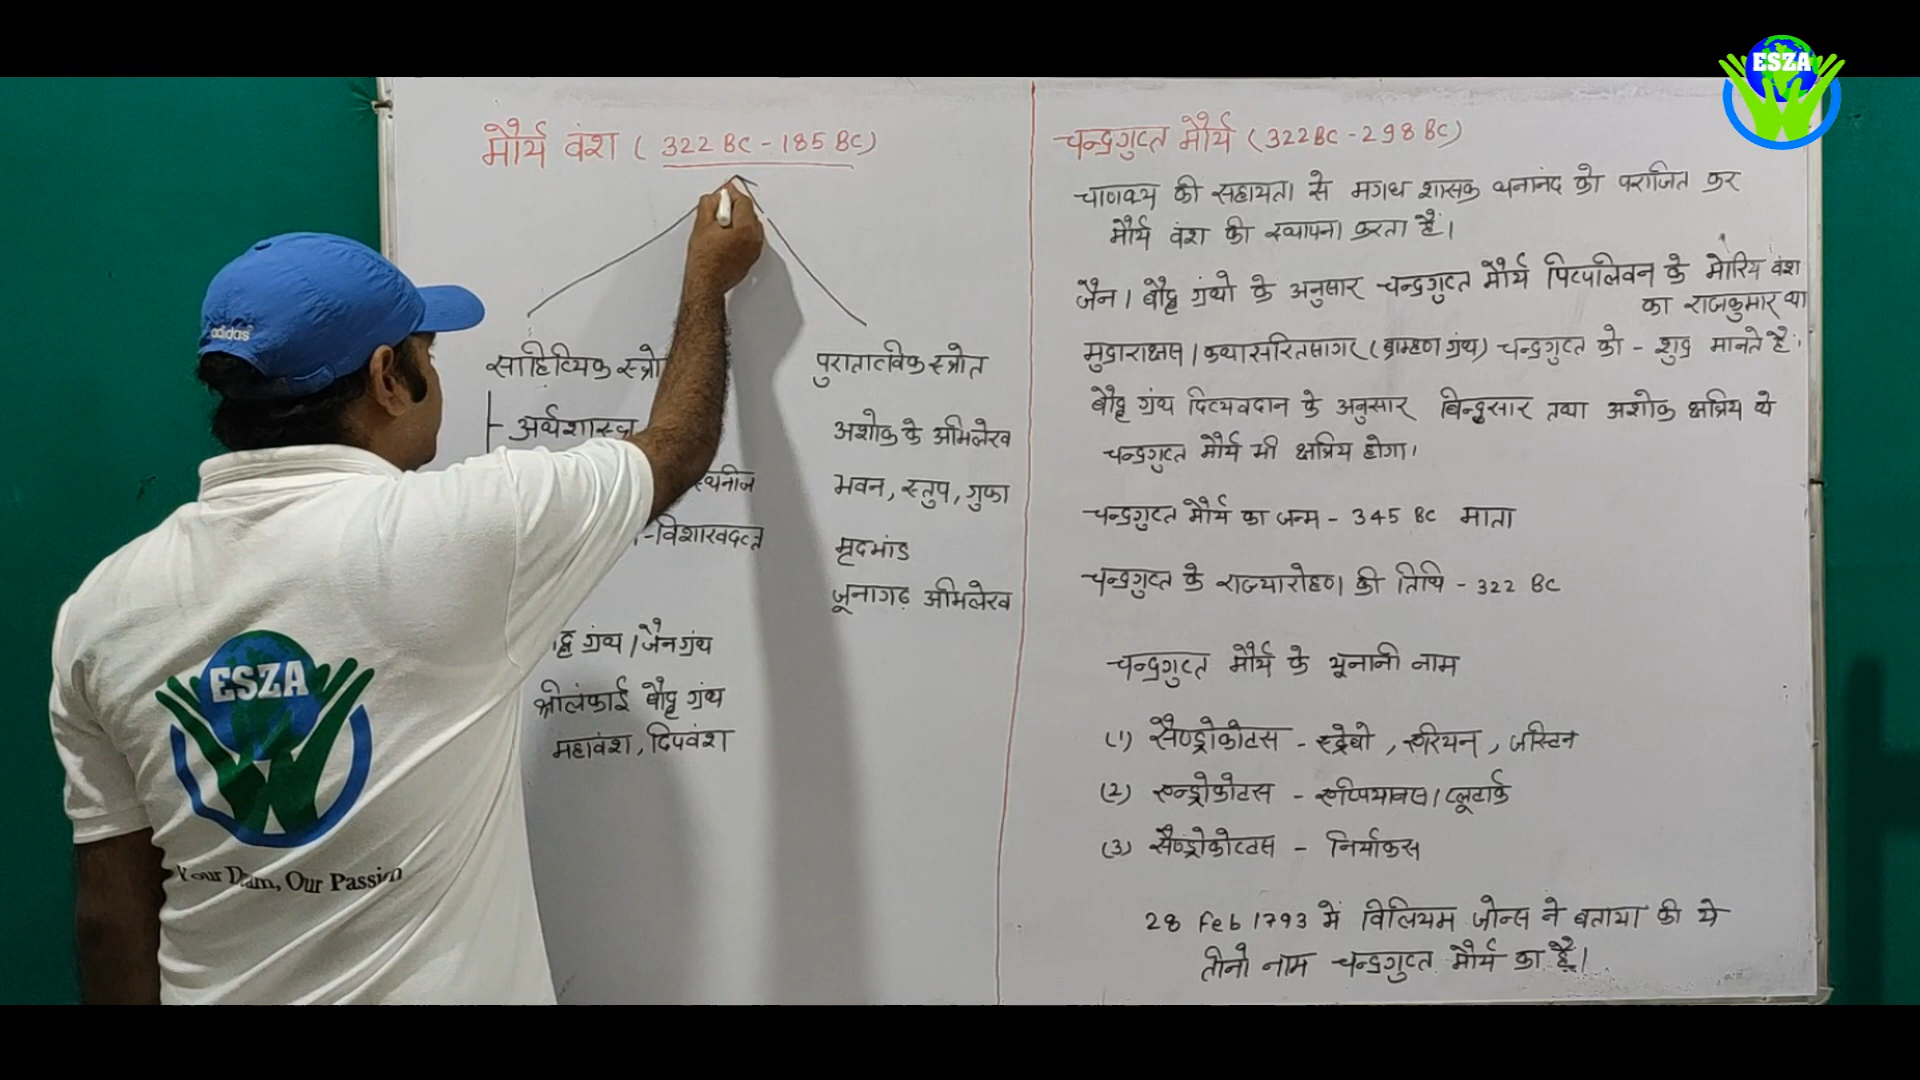 ESZA
मौर्य वंश ( 322 BC - 185 BC)
साहित्यिक स्त्रो
अर्थशास्त्र
स्थनीज
-विशाखदत्त
ग्रंथ / जैन ग्रंथ
श्रीलंकाई बौद्ध ग्रंथ
महावंश, दिपवंश
पुरातात्विक स्त्रोत
अशोक के अभिलेख
भवन, स्तुप, गुफा
मृदभांड
जूनागढ़ अभिलेख
चन्द्रगुप्त मौर्य (322BC - 298 BC)
चाणक्य की सहायता से मगध शासक धनानंद को पराजित कर
मौर्य वंश की स्थापना करता है।
जैन / बौद्ध ग्रंथो के अनुसार चन्द्रगुप्त मौर्य पिप्पलिवन के मोरिय वंश
का राजकुमार था
मुद्राराक्षस / कथासरितसागर (ब्राम्हण ग्रंथ) चन्द्रगुप्त को - शुद्र मानते है।
बौद्ध ग्रंथ दिव्यवदान के अनुसार बिन्दुसार तथा अशोक क्षत्रिय थे
चन्द्रगुप्त मौर्य भी क्षत्रिय होगा।
चन्द्रगुप्त मौर्य का जन्म - 345 BC माता
चन्द्रगुप्त के राज्यारोहण की तिथि - 322 BC
चन्द्रगुप्त मौर्य के यूनानी नाम
(1) सैण्ड्रोकोटस - स्ट्रेबो , एरियन , जस्टिन
(2) एन्ड्रोकोटस - एप्पियानस / प्लूटार्क
(3) सैण्ड्रोकोट्टस - निर्याकस
28 Feb 1793 में विलियम जोन्स ने बताया की ये
तीनो नाम चन्द्रगुप्त मौर्य का है।
adidas
ESZA
Your Dream, Our Passion